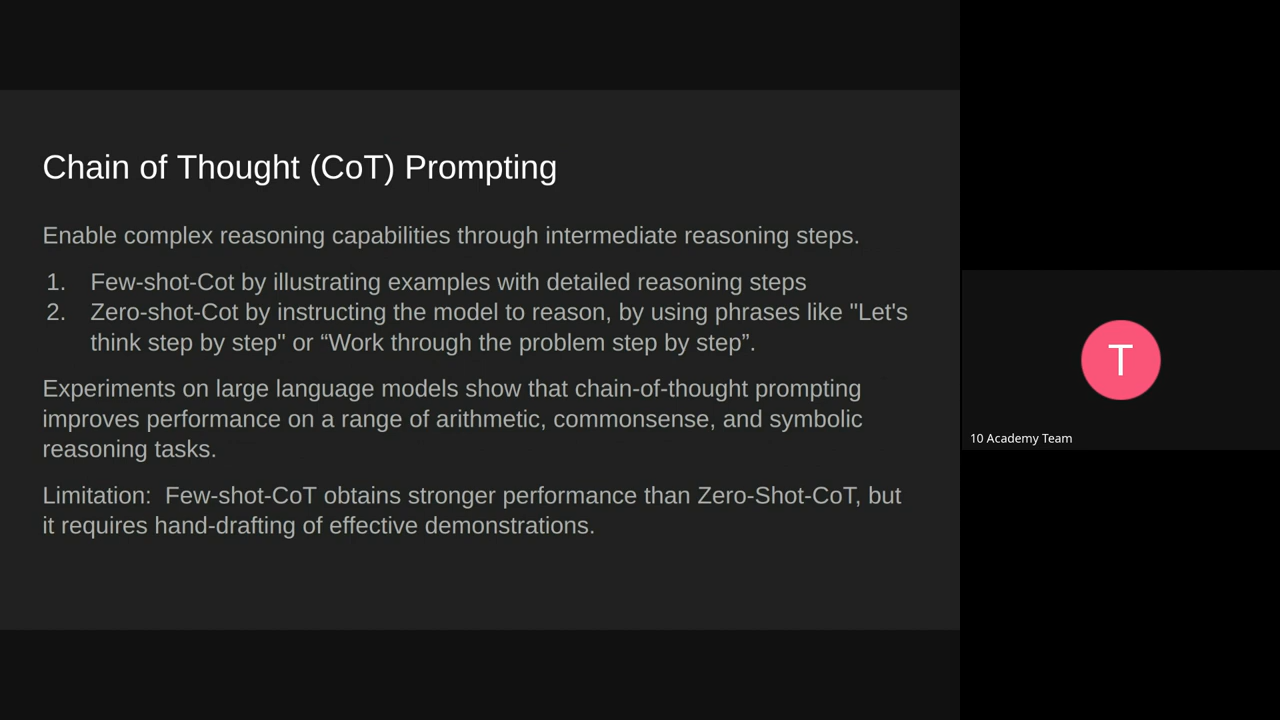 Chain of Thought (CoT) Prompting
Enable complex reasoning capabilities through intermediate reasoning steps.
1. Few-shot-Cot by illustrating examples with detailed reasoning steps
2. Zero-shot-Cot by instructing the model to reason, by using phrases like "Let's
think step by step" or “Work through the problem step by step”.
Experiments on large language models show that chain-of-thought prompting
improves performance on a range of arithmetic, commonsense, and symbolic
reasoning tasks.
Limitation:  Few-shot-CoT obtains stronger performance than Zero-Shot-CoT, but
it requires hand-drafting of effective demonstrations.
T
10 Academy Team